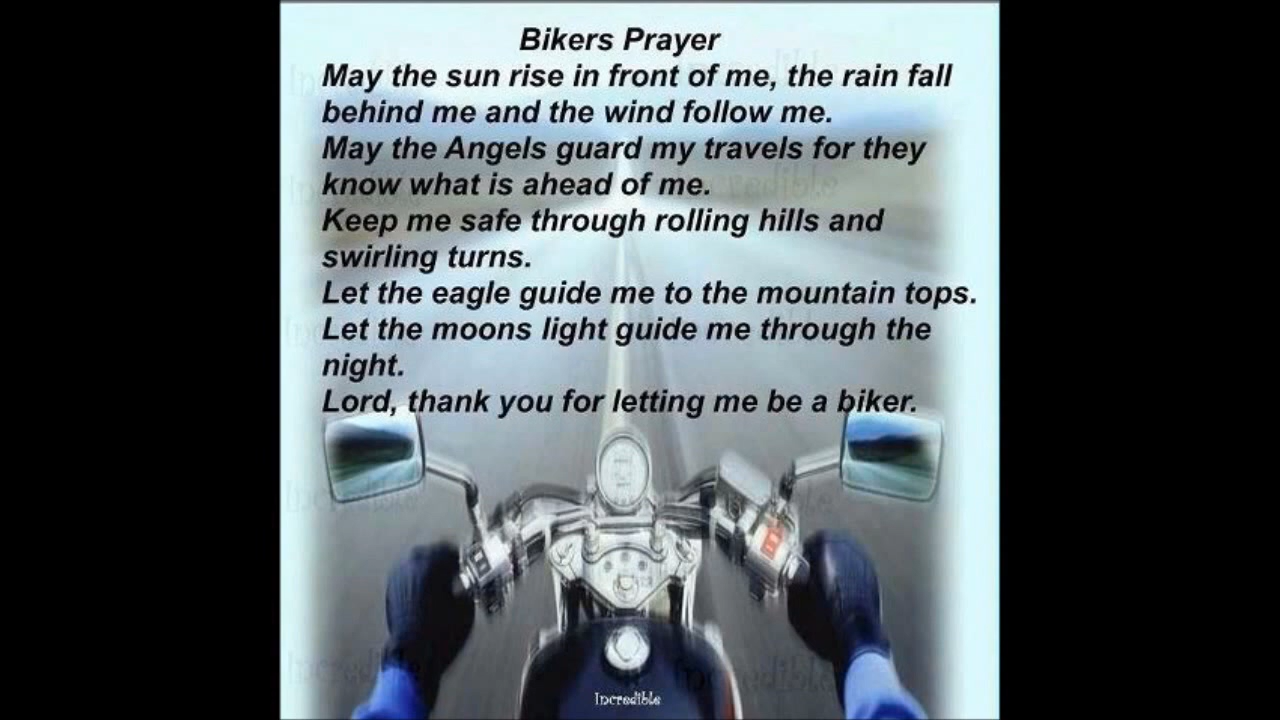 Bikers Prayer
May the sun rise in front of me, the rain fall
behind me and the wind follow me.
May the Angels guard my travels for they
know what is ahead of me.
Keep me safe through rolling hills and
swirling turns.
Let the eagle guide me to the mountain tops.
Let the moons light guide me through the
night.
Lord, thank you for letting me be a biker.
Incredible